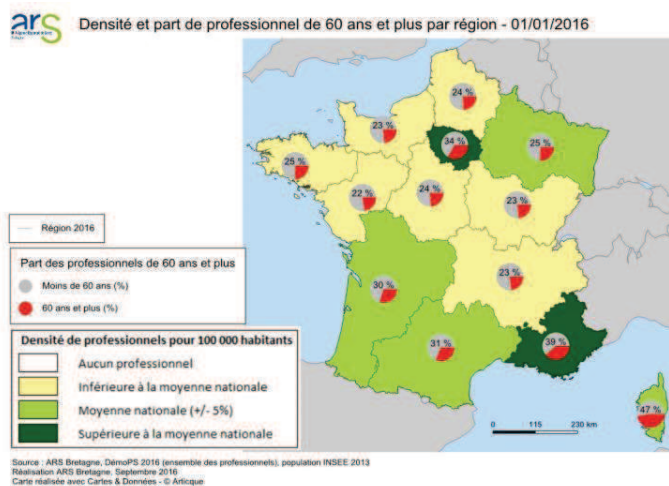 ars
Densité et part de professionnel de 60 ans et plus par région - 01/01/2016
24 %
23 %
34 %
25 %
25 %
22 %
24 %
23 %
23 %
30 %
31 %
39 %
47 %
Région 2016
Part des professionnels de 60 ans et plus
Moins de 60 ans (%)
60 ans et plus (%)
Densité de professionnels pour 100 000 habitants
Aucun professionnel
Inférieure à la moyenne nationale
Moyenne nationale (+/- 5%)
Supérieure à la moyenne nationale
0 115 230 km
Source : ARS Bretagne, DémoPS 2016 (ensemble des professionnels), population INSEE 2013
Réalisation ARS Bretagne, Septembre 2016
Carte réalisée avec Cartes & Données - © Articque